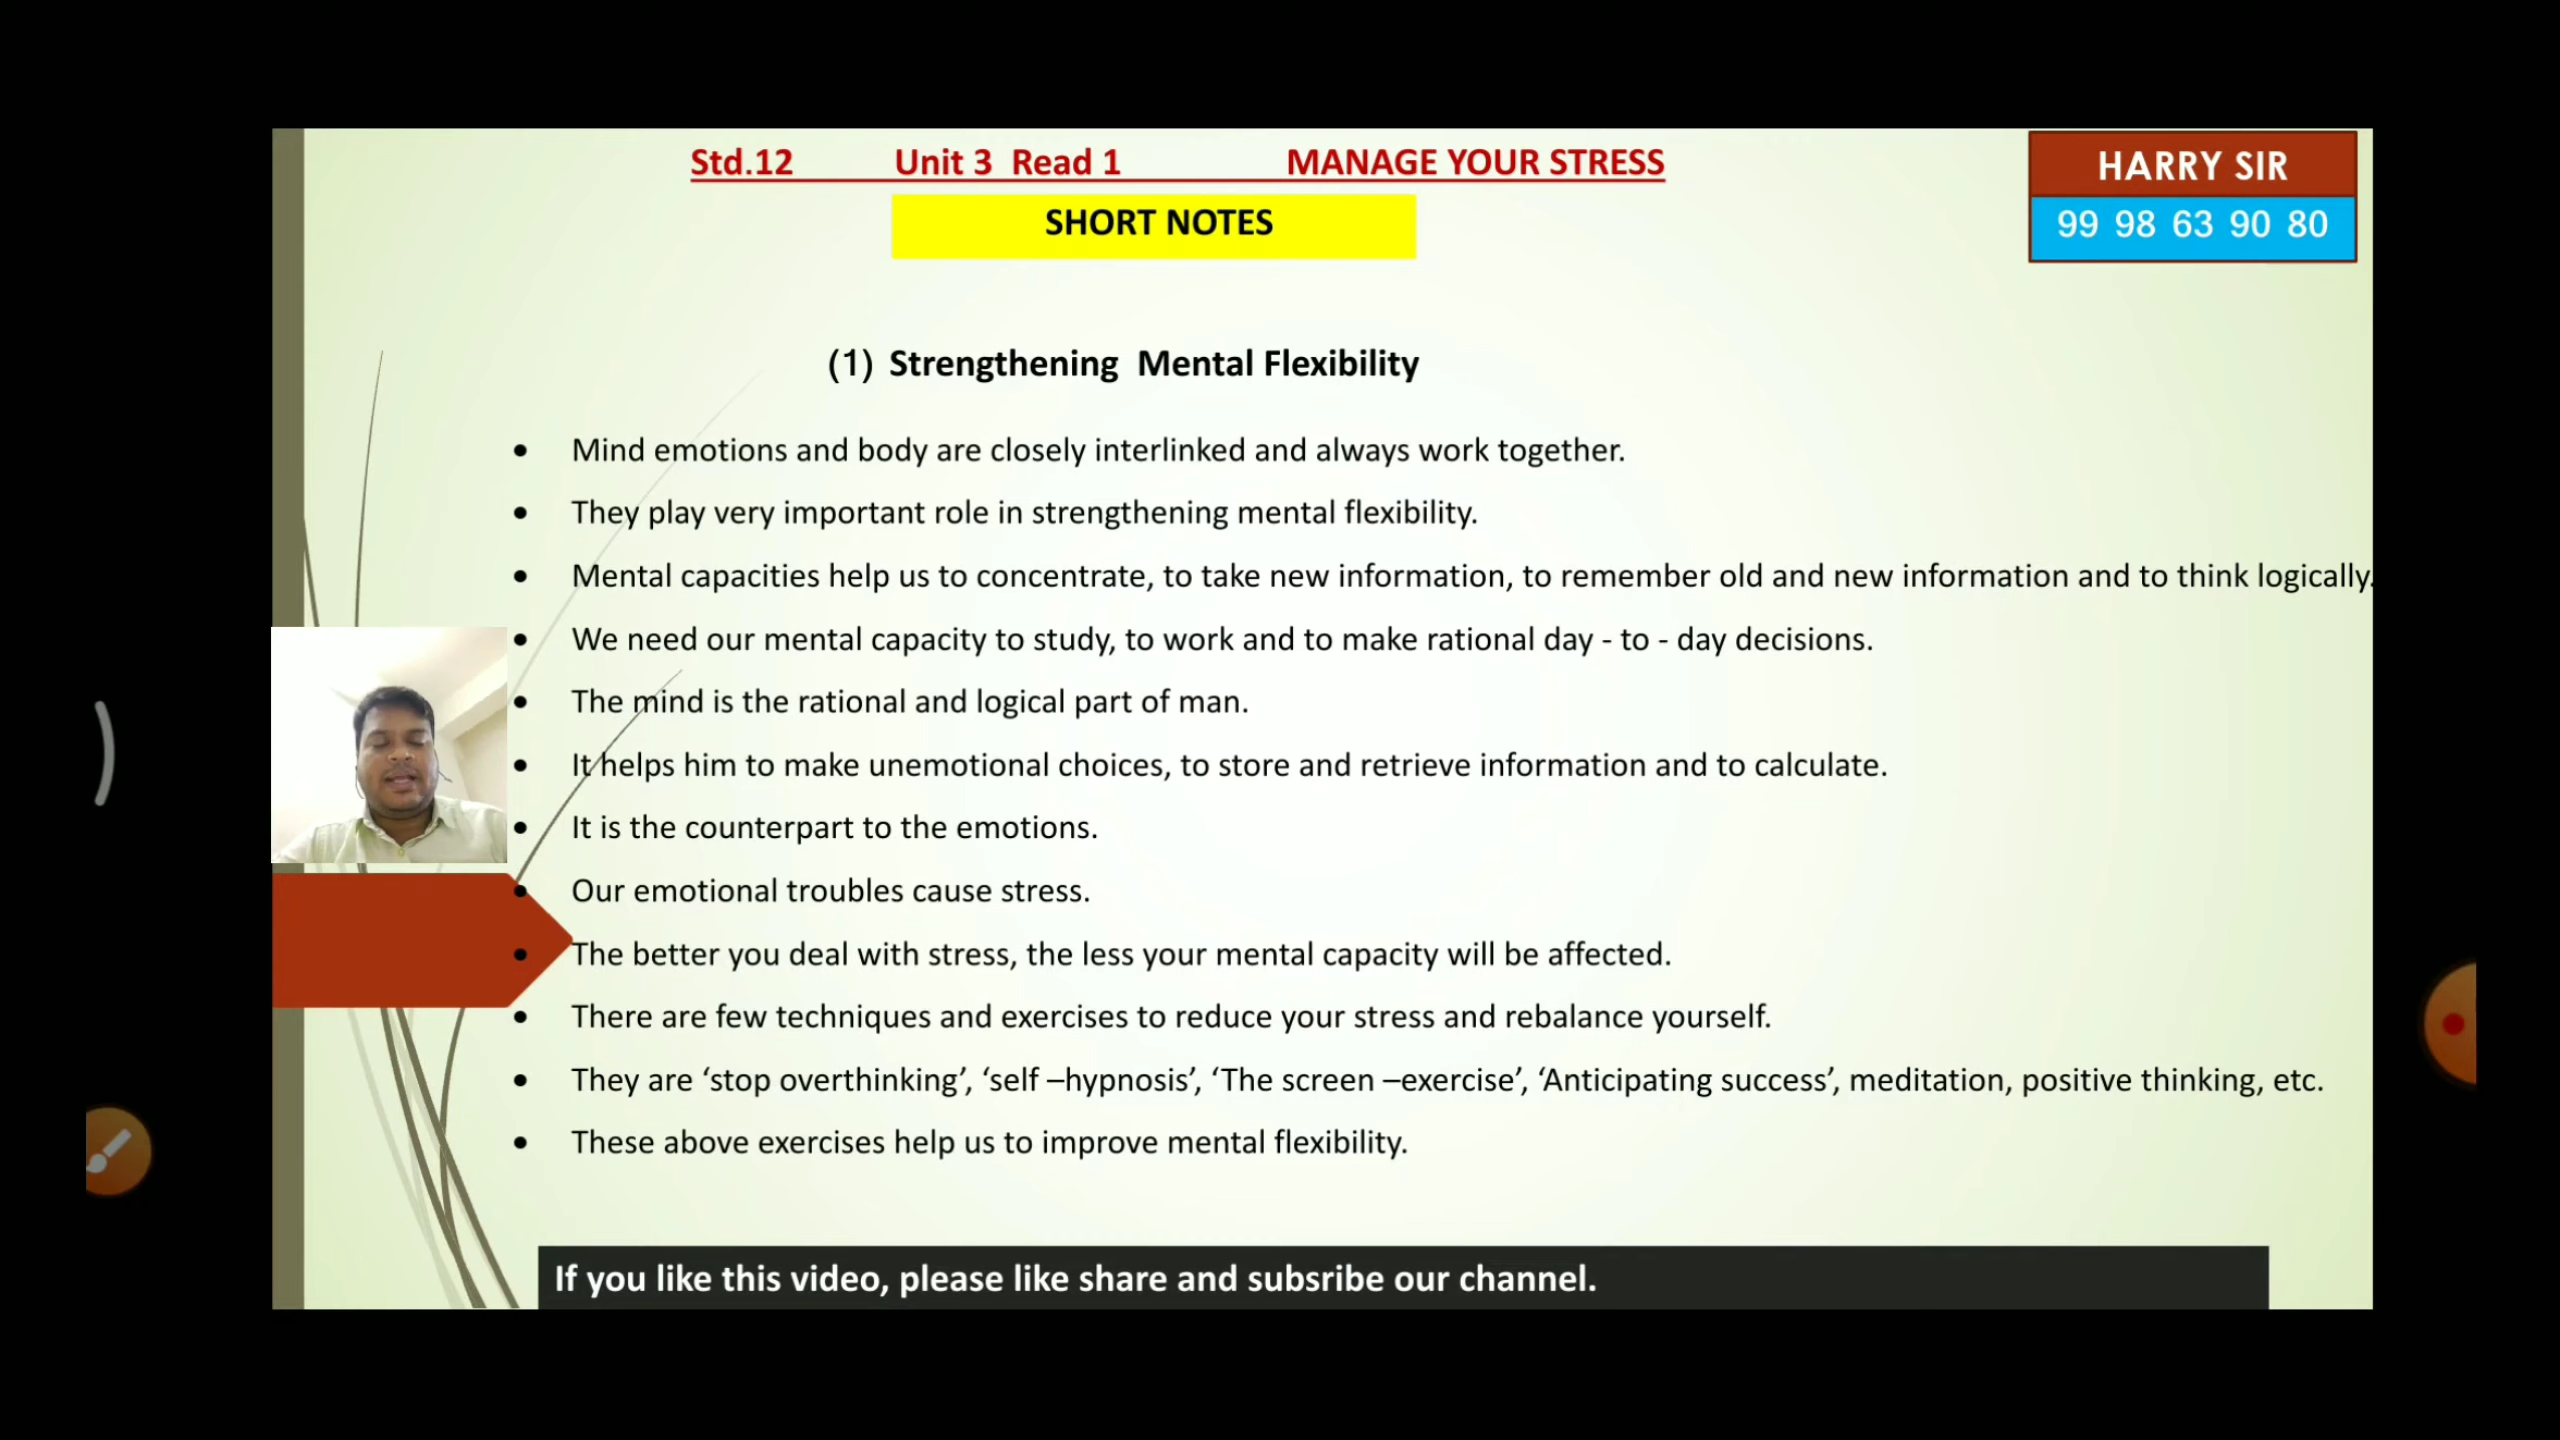 Std.12 Unit 3 Read 1 MANAGE YOUR STRESS
HARRY SIR
99 98 63 90 80
SHORT NOTES
(1) Strengthening Mental Flexibility
• Mind emotions and body are closely interlinked and always work together.
• They play very important role in strengthening mental flexibility.
• Mental capacities help us to concentrate, to take new information, to remember old and new information and to think logically.
• We need our mental capacity to study, to work and to make rational day - to - day decisions.
• The mind is the rational and logical part of man.
• It helps him to make unemotional choices, to store and retrieve information and to calculate.
• It is the counterpart to the emotions.
• Our emotional troubles cause stress.
• The better you deal with stress, the less your mental capacity will be affected.
• There are few techniques and exercises to reduce your stress and rebalance yourself.
• They are ‘stop overthinking’, ‘self –hypnosis’, ‘The screen –exercise’, ‘Anticipating success’, meditation, positive thinking, etc.
• These above exercises help us to improve mental flexibility.
If you like this video, please like share and subsribe our channel.